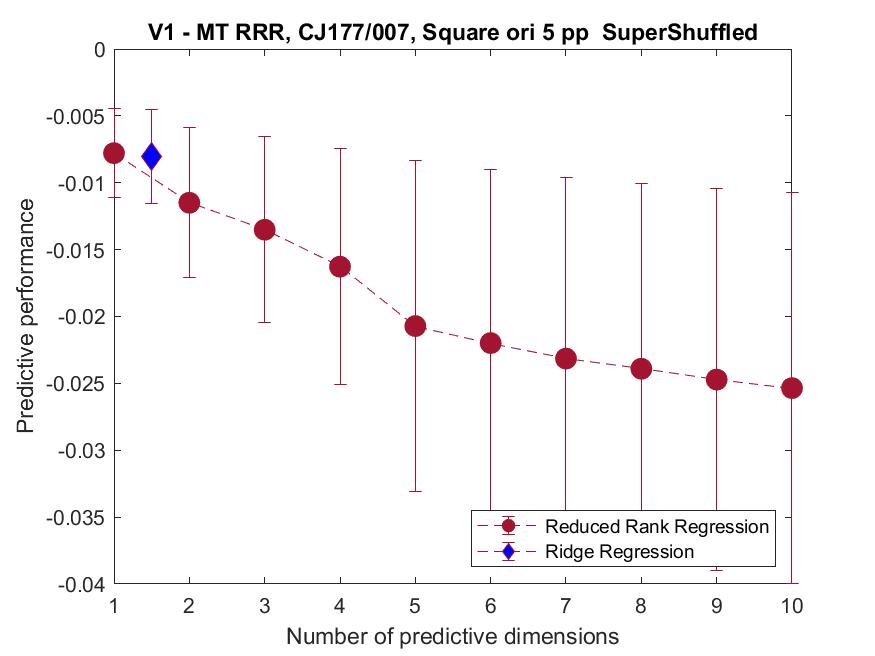 V1 - MT RRR, CJ177/007, Square ori 5 pp  SuperShuffled
0
-0.005
-0.01
-0.015
-0.02
-0.025
-0.03
-0.035
-0.04
Predictive performance
Reduced Rank Regression
Ridge Regression
1 2 3 4 5 6 7 8 9 10
Number of predictive dimensions